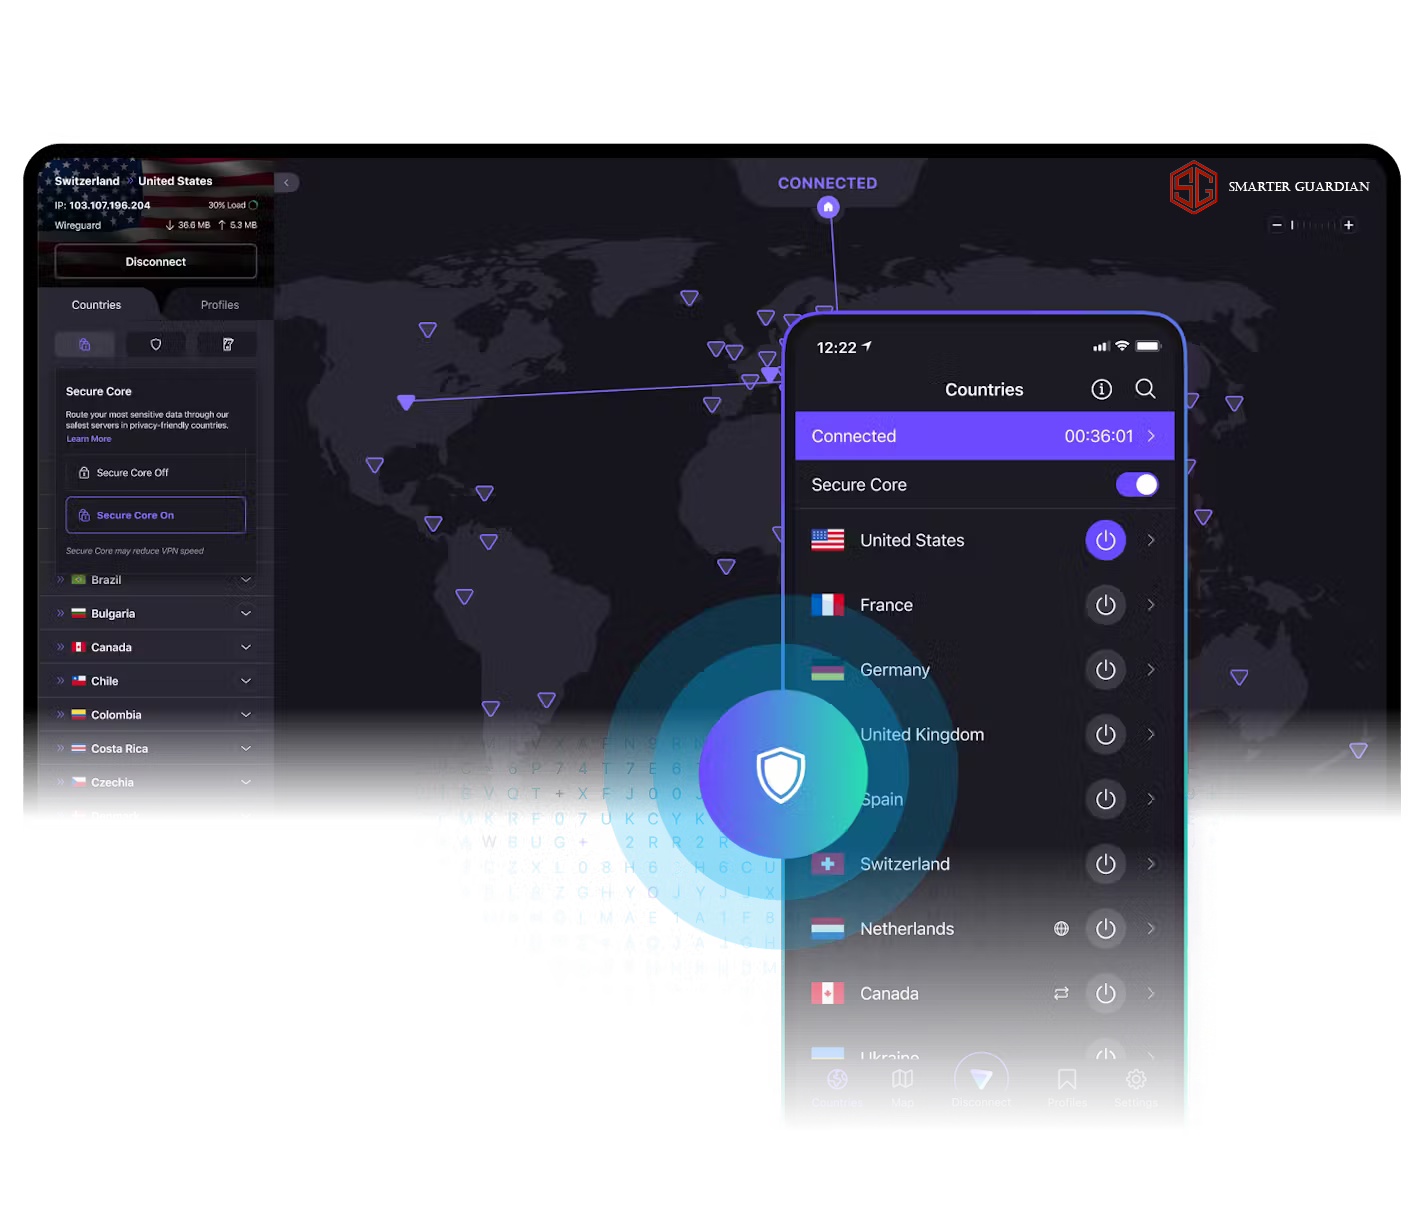 Switzerland » United States
IP: 103.107.196.204 30% Load
Wireguard ↓ 36.6 MB ↑ 5.3 MB
Disconnect
Countries Profiles
Secure Core
Route your most sensitive data through our
safest servers in privacy-friendly countries.
Learn More
Secure Core Off
Secure Core On
Secure Core may reduce VPN speed
» Brazil
» Bulgaria
» Canada
» Chile
» Colombia
» Costa Rica
» Czechia
CONNECTED
SG SMARTER GUARDIAN
12:22
Countries
Connected 00:36:01
Secure Core
United States
France
Germany
United Kingdom
Spain
Switzerland
Netherlands
Canada
Ukraine
Countries Map Disconnect Profiles Settings